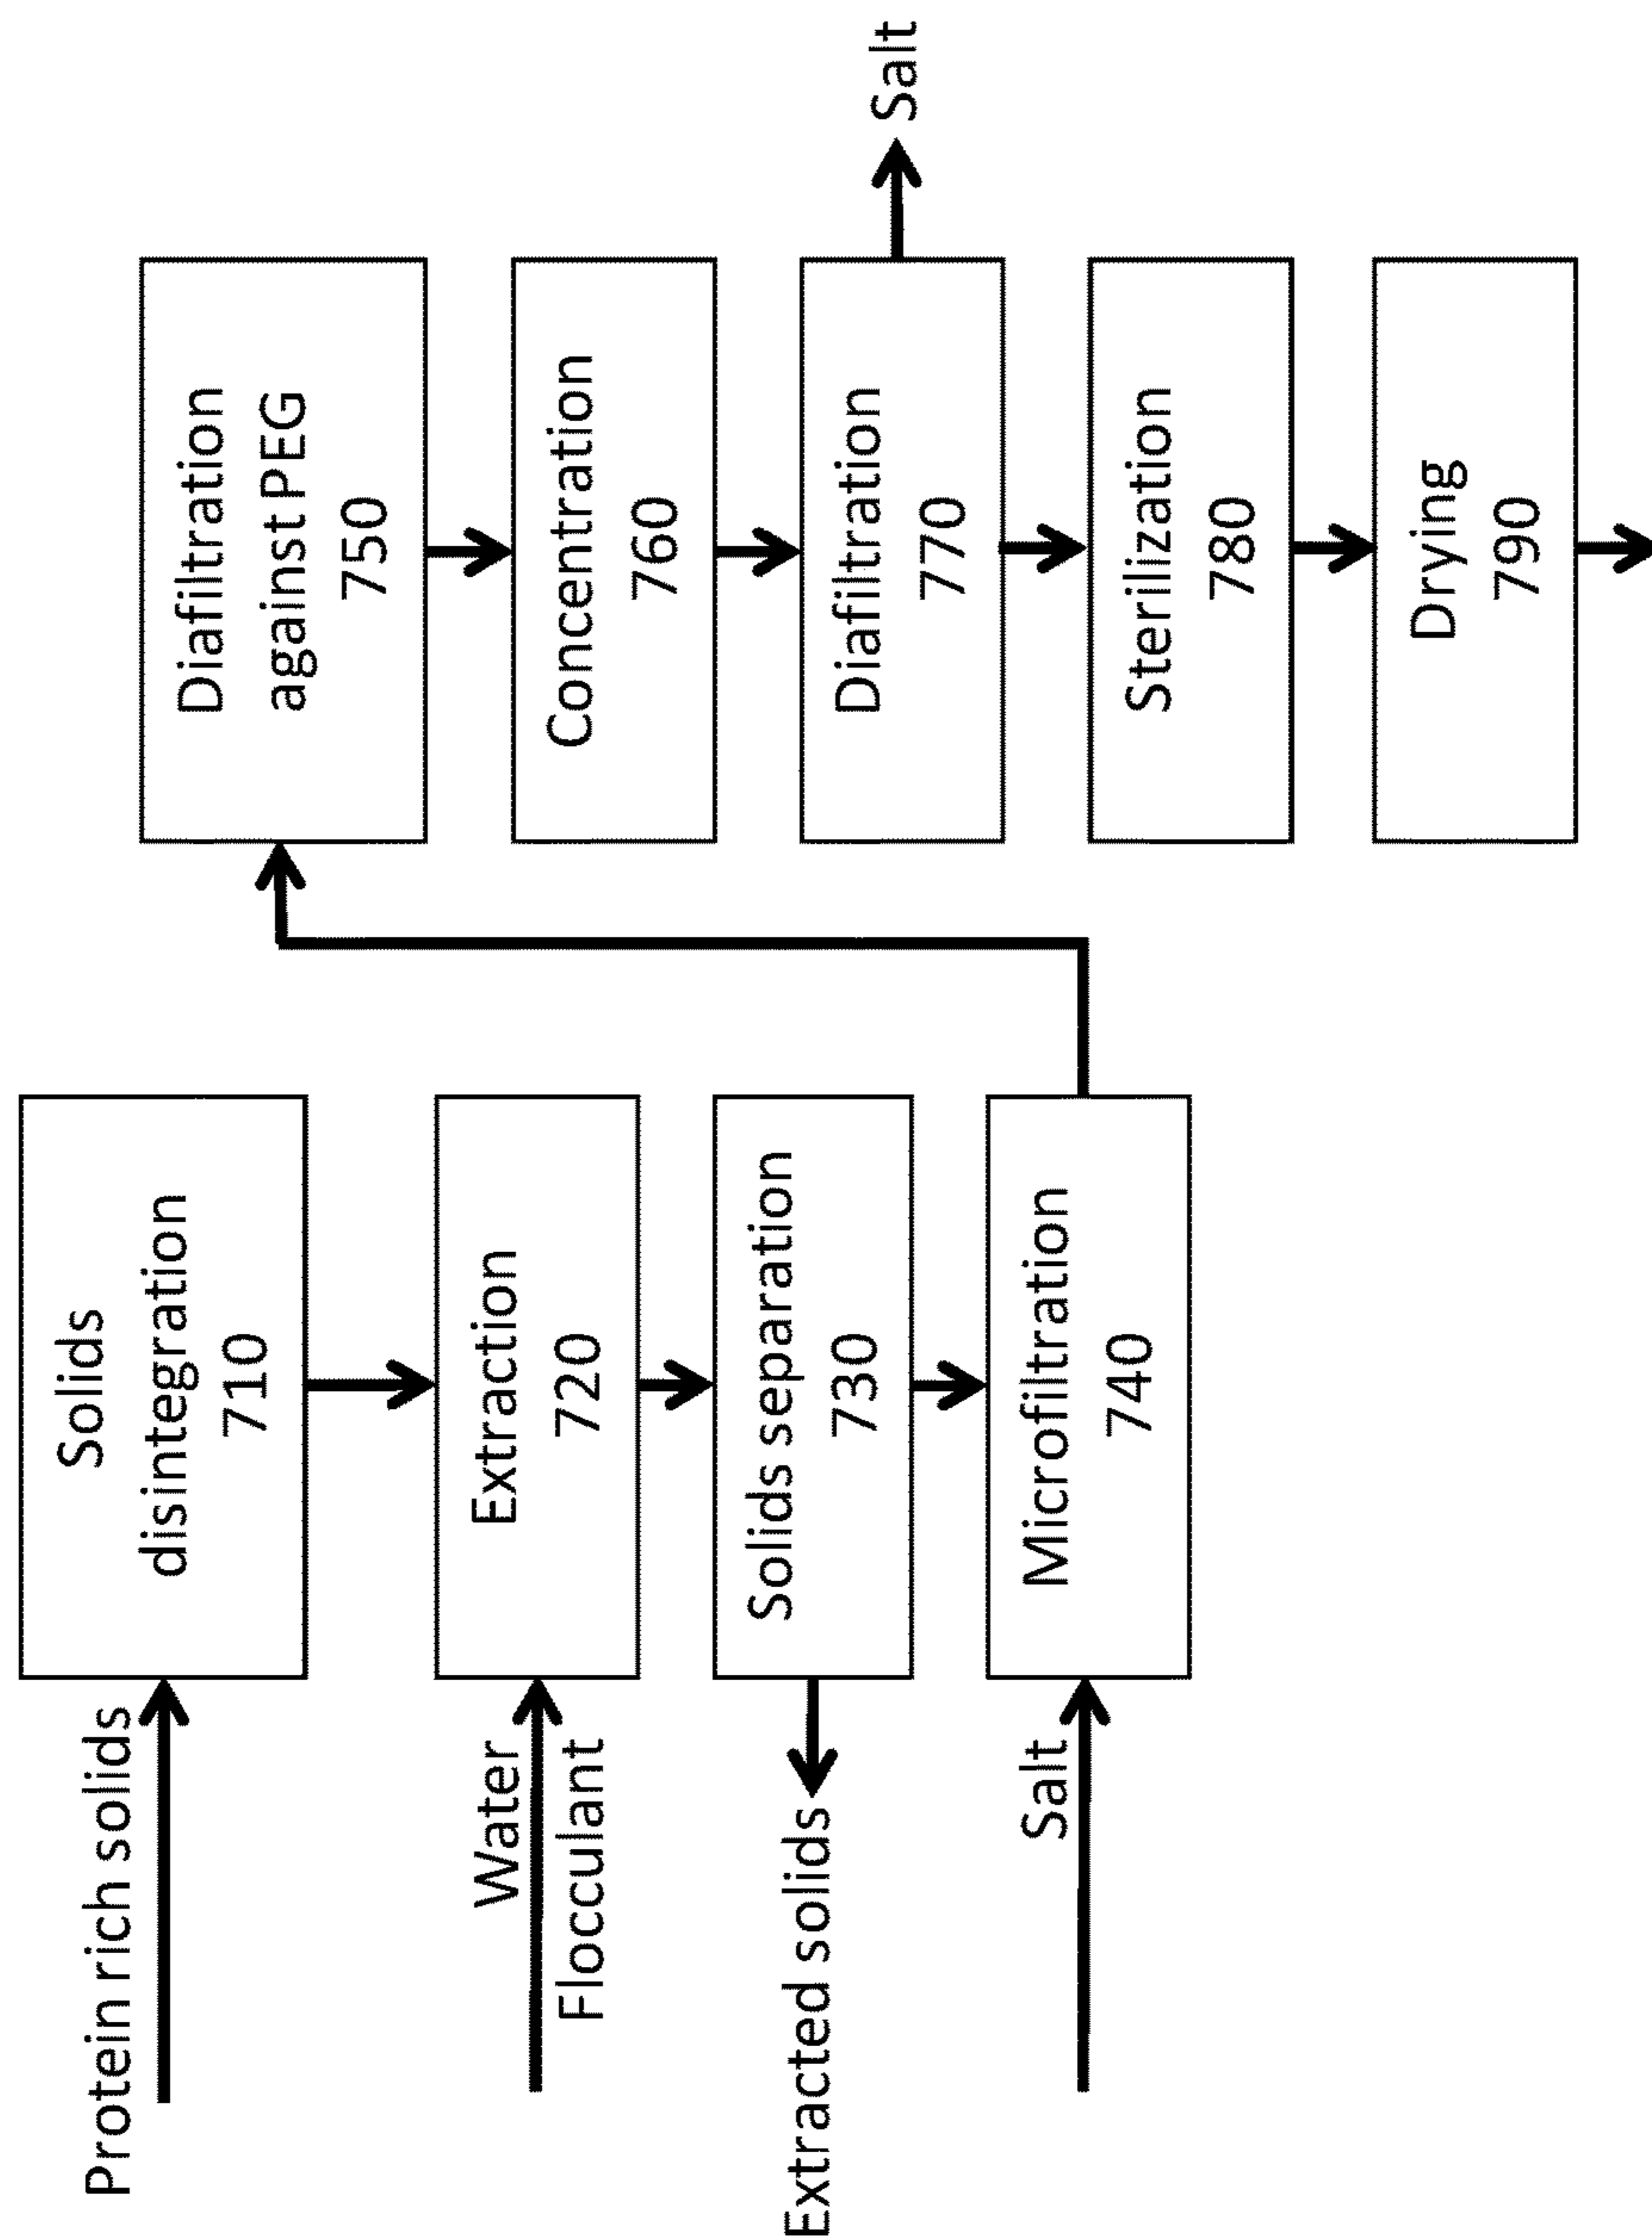 Protein rich solids
Solids
disintegration
710
Water
Flocculant
Extraction
720
Extracted solids
Solids separation
730
Salt
Microfiltration
740
Diafiltration
against PEG
750
Concentration
760
Diafiltration
770
Salt
Sterilization
780
Drying
790